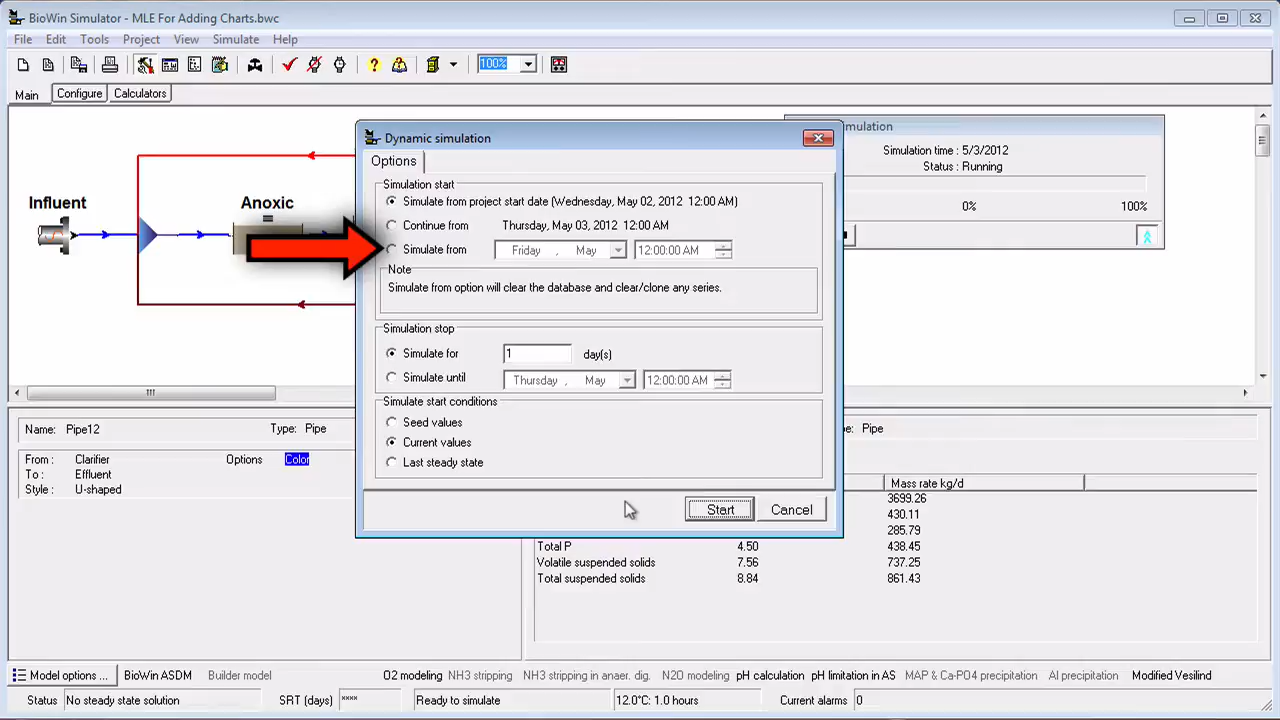 BioWin Simulator - MLE For Adding Charts.bwc
File Edit Tools Project View Simulate Help
100%
Main Configure Calculators
Influent
Anoxic
Dynamic simulation
Options
Simulation start
Simulate from project start date (Wednesday, May 02, 2012 12:00 AM)
Continue from Thursday, May 03, 2012 12:00 AM
Simulate from Friday , May 12:00:00 AM
Note
Simulate from option will clear the database and clear/clone any series.
Simulation stop
Simulate for 1 day(s)
Simulate until Thursday , May 12:00:00 AM
Simulate start conditions
Seed values
Current values
Last steady state
Start Cancel
Simulation time : 5/3/2012
Status : Running
0% 100%
Name: Pipe12 Type: Pipe
From : Clarifier Options Color
To : Effluent
Style : U-shaped
Pipe
Mass rate kg/d
3699.26
430.11
285.79
Total P 4.50 438.45
Volatile suspended solids 7.56 737.25
Total suspended solids 8.84 861.43
Model options ... BioWin ASDM Builder model O2 modeling NH3 stripping NH3 stripping in anaer. dig. N2O modeling pH calculation pH limitation in AS MAP & Ca-PO4 precipitation Al precipitation Modified Vesilind
Status No steady state solution SRT (days) **** Ready to simulate 12.0°C: 1.0 hours Current alarms 0